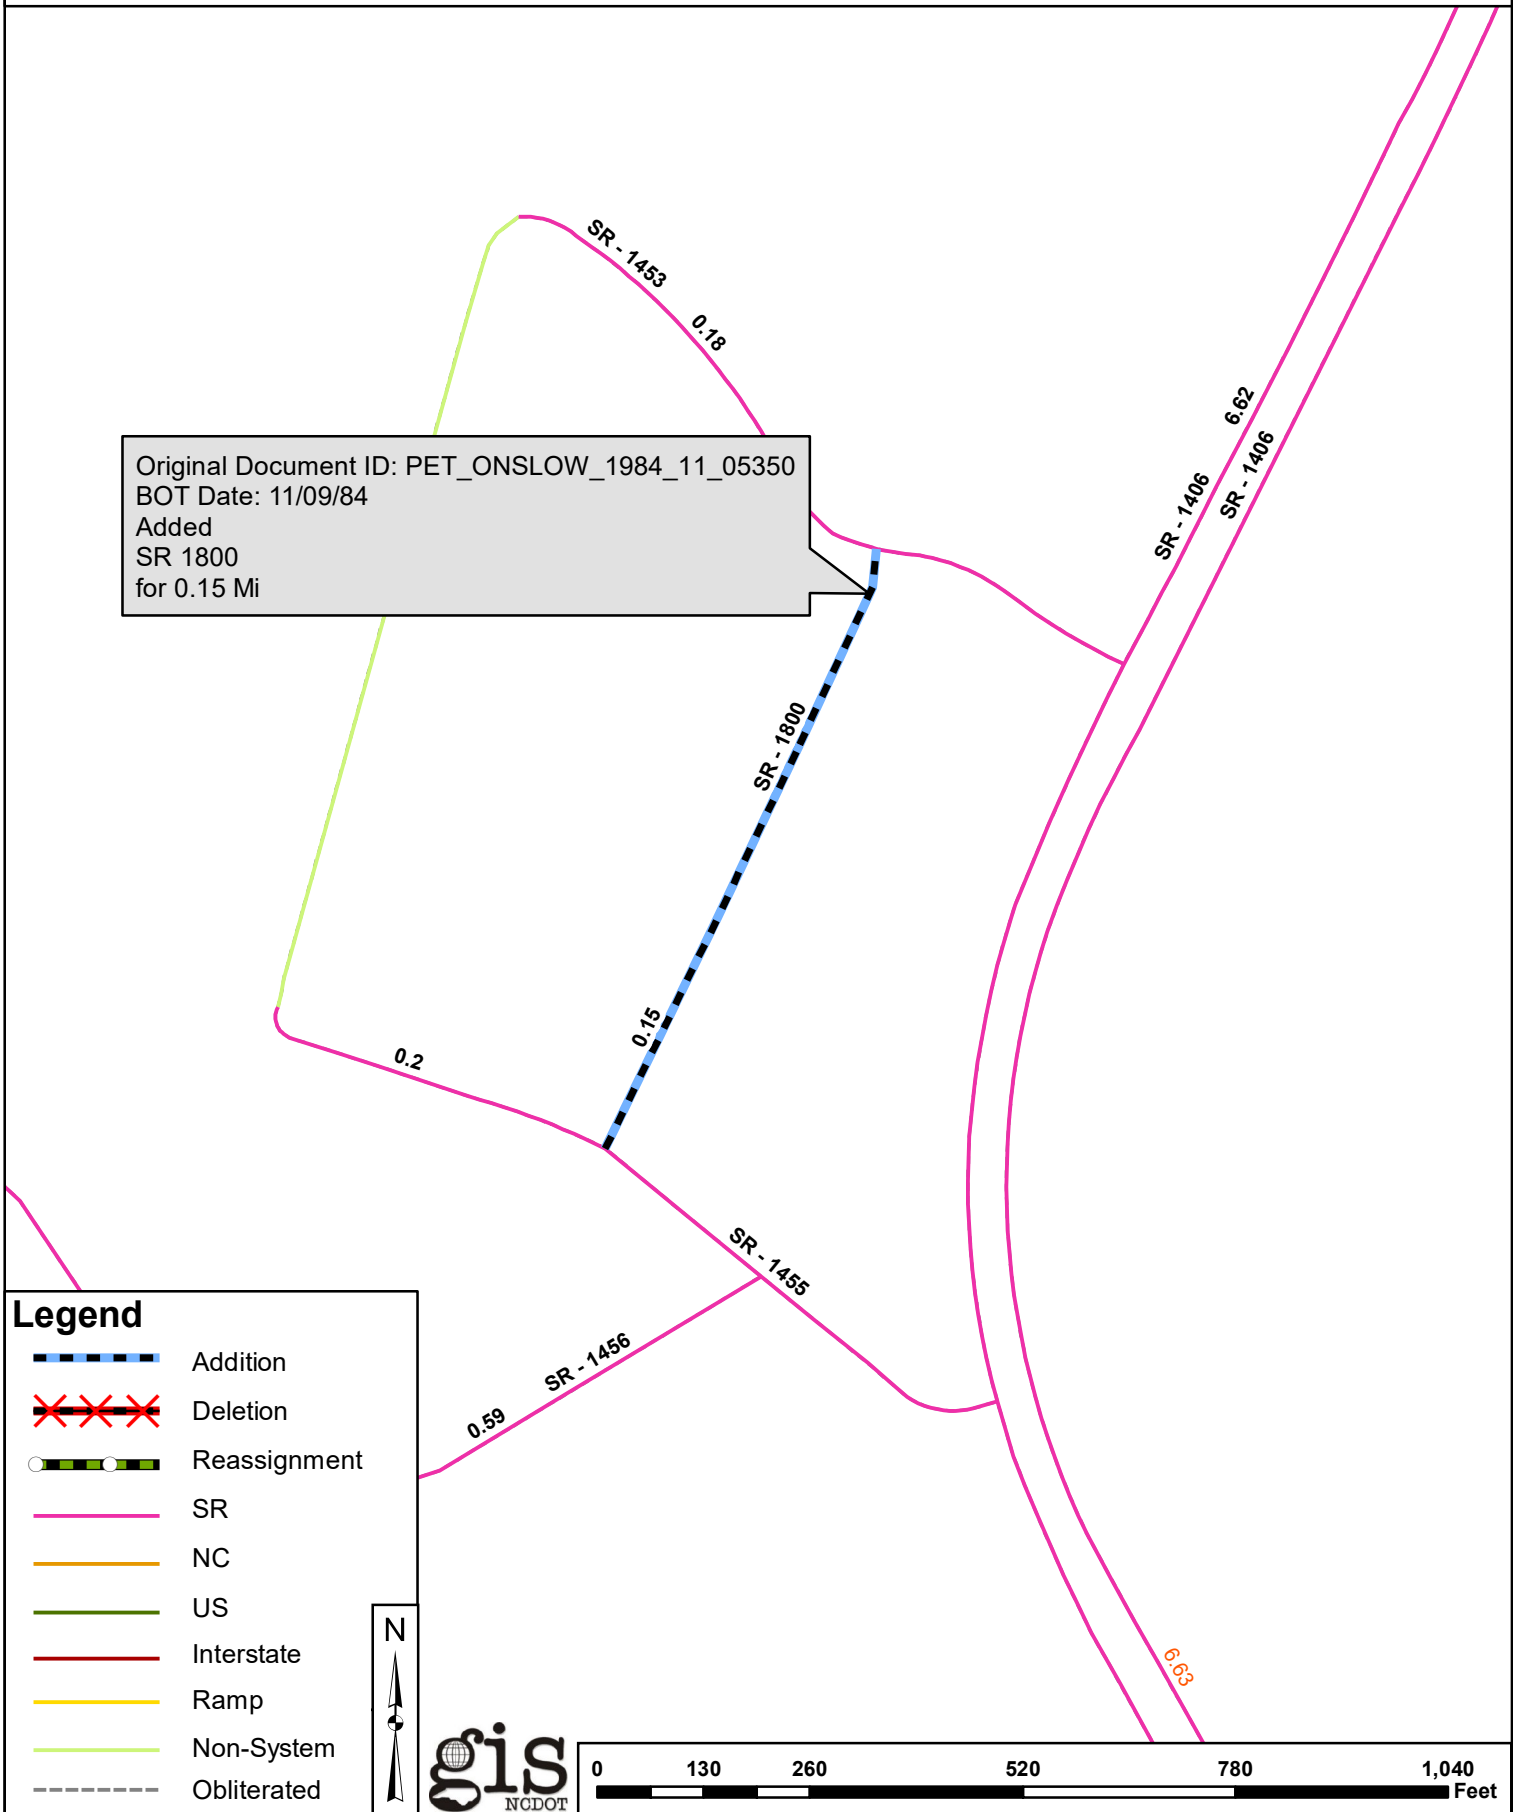 SR - 1453
0.18
6.62
SR - 1406
SR - 1406
Original Document ID: PET_ONSLOW_1984_11_05350
BOT Date: 11/09/84
Added
SR 1800
for 0.15 Mi
SR - 1800
0.15
0.2
SR - 1455
SR - 1456
0.59
6.63
Legend
Addition
Deletion
Reassignment
SR
NC
US
Interstate
Ramp
Non-System
Obliterated
N
gis
NCDOT
0 130 260 520 780 1,040
Feet